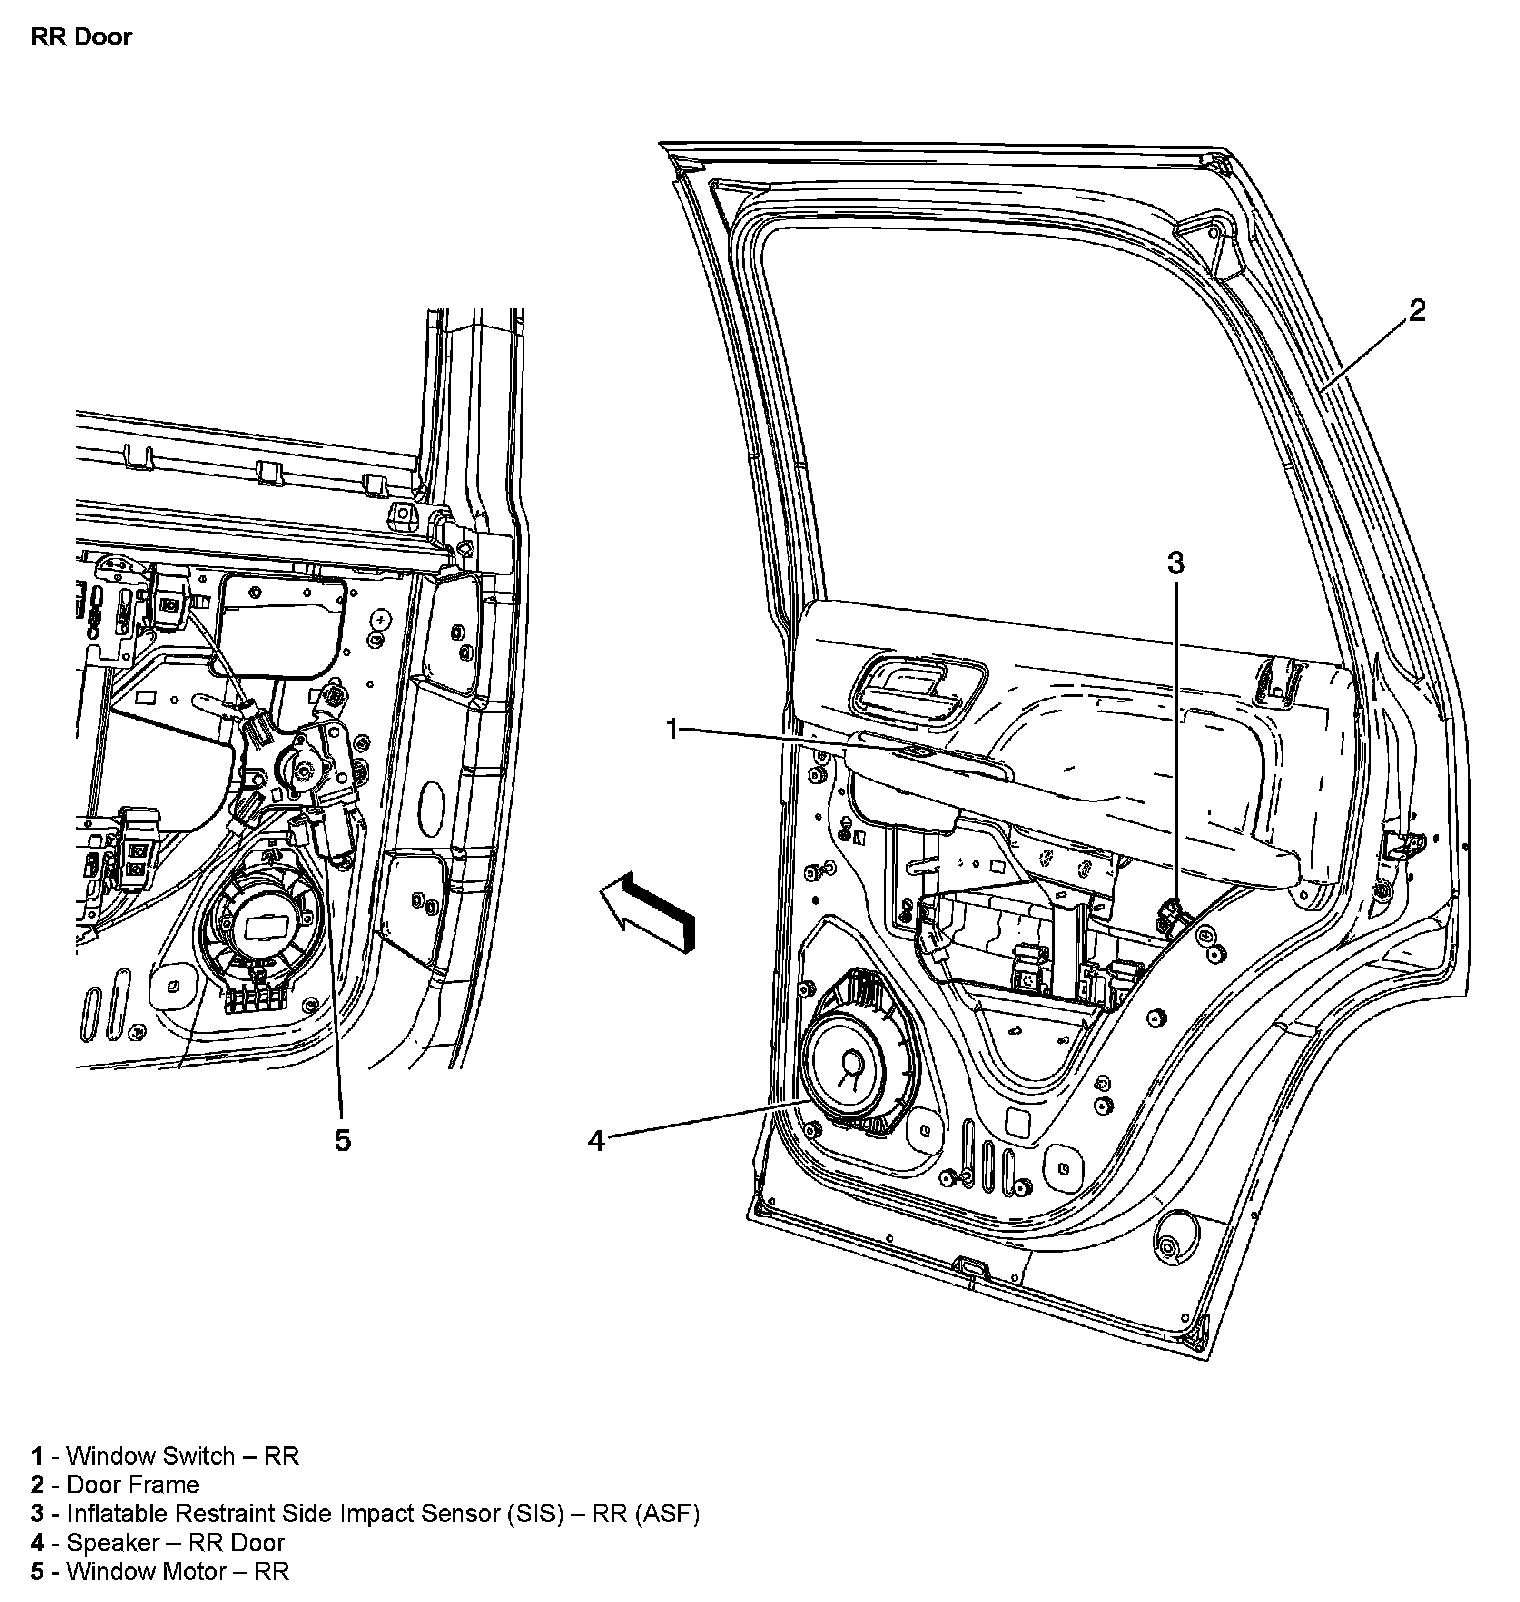 RR Door
2
3
1
5
4
1 - Window Switch – RR
2 - Door Frame
3 - Inflatable Restraint Side Impact Sensor (SIS) – RR (ASF)
4 - Speaker – RR Door
5 - Window Motor – RR